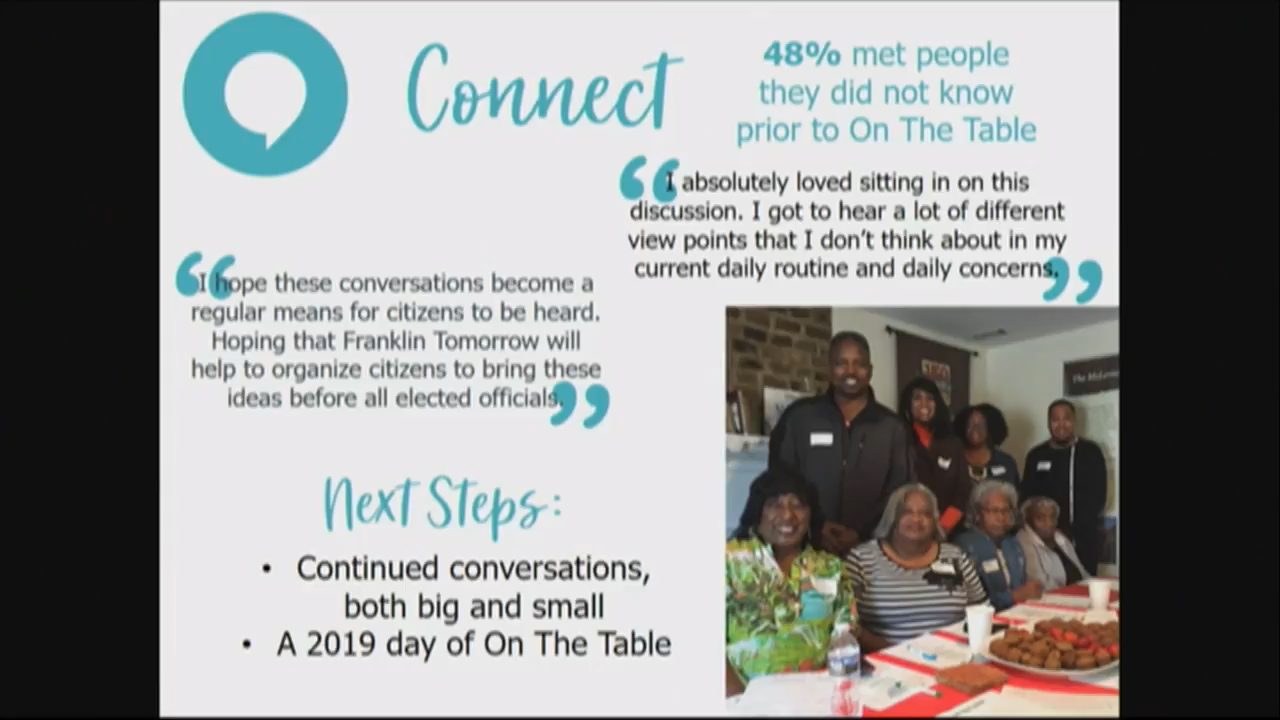 Connect
48% met people
they did not know
prior to On The Table
“I absolutely loved sitting in on this
discussion. I got to hear a lot of different
view points that I don't think about in my
current daily routine and daily concerns.”
“I hope these conversations become a
regular means for citizens to be heard.
Hoping that Franklin Tomorrow will
help to organize citizens to bring these
ideas before all elected officials.”
Next Steps:
• Continued conversations,
both big and small
• A 2019 day of On The Table